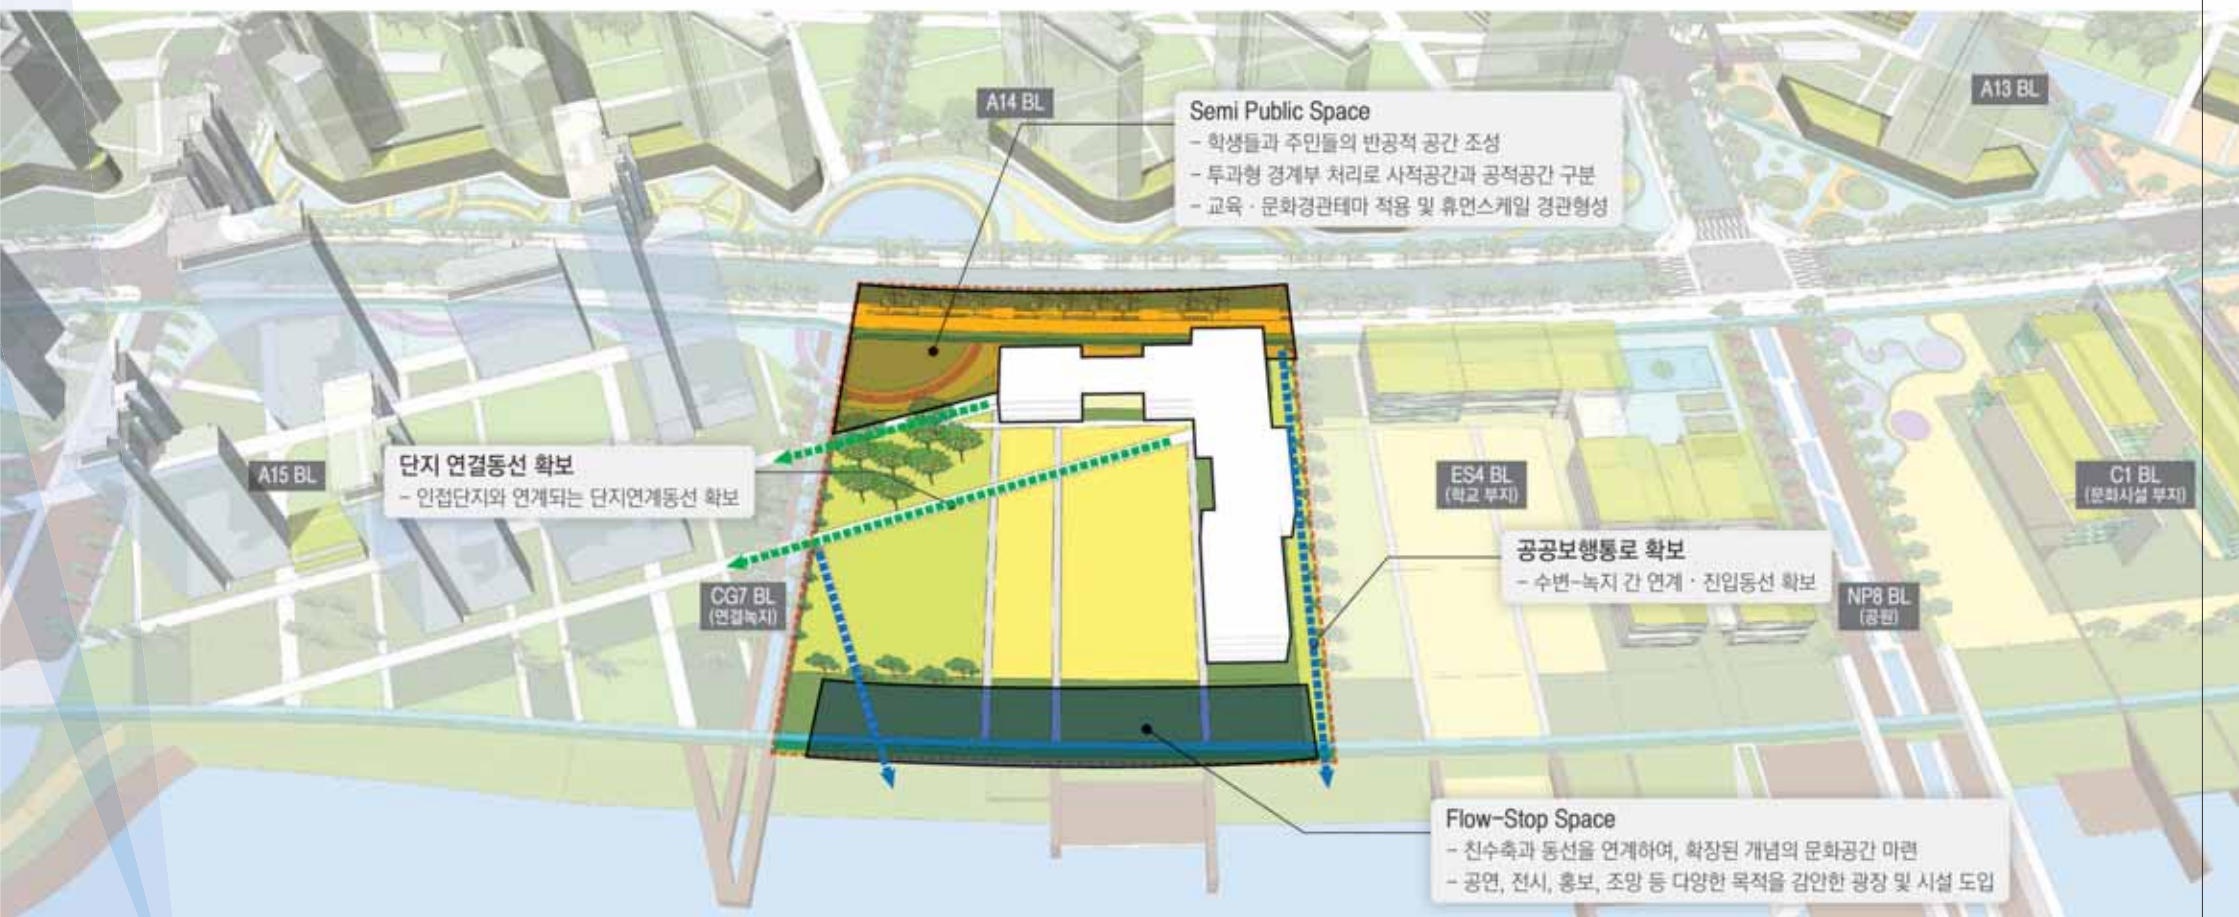 A14 BL
A13 BL
Semi Public Space
- 학생들과 주민들의 반공적 공간 조성
- 투과형 경계부 처리로 사적공간과 공적공간 구분
- 교육 · 문화경관테마 적용 및 휴먼스케일 경관형성
A15 BL
단지 연결동선 확보
- 인접단지와 연계되는 단지연계동선 확보
ES4 BL
(학교 부지)
C1 BL
(문화시설 부지)
공공보행통로 확보
- 수변-녹지 간 연계 · 진입동선 확보
CG7 BL
(연결녹지)
NP8 BL
(공원)
Flow-Stop Space
- 친수축과 동선을 연계하여, 확장된 개념의 문화공간 마련
- 공연, 전시, 홍보, 조망 등 다양한 목적을 감안한 광장 및 시설 도입